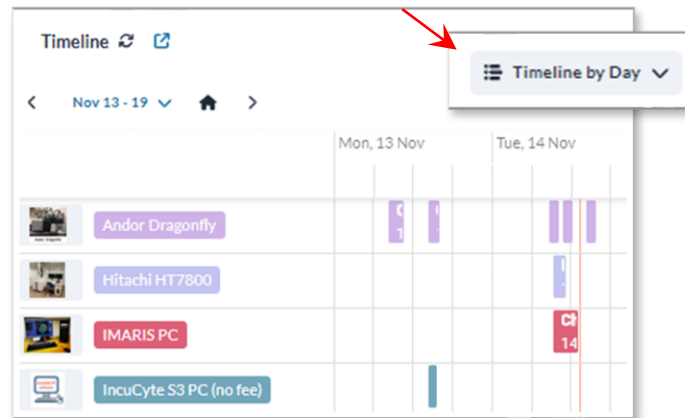 Timeline
Timeline by Day
Nov 13 - 19
Mon, 13 Nov
Tue, 14 Nov
Andor Dragonfly
Hitachi HT7800
IMARIS PC
14
IncuCyte S3 PC (no fee)